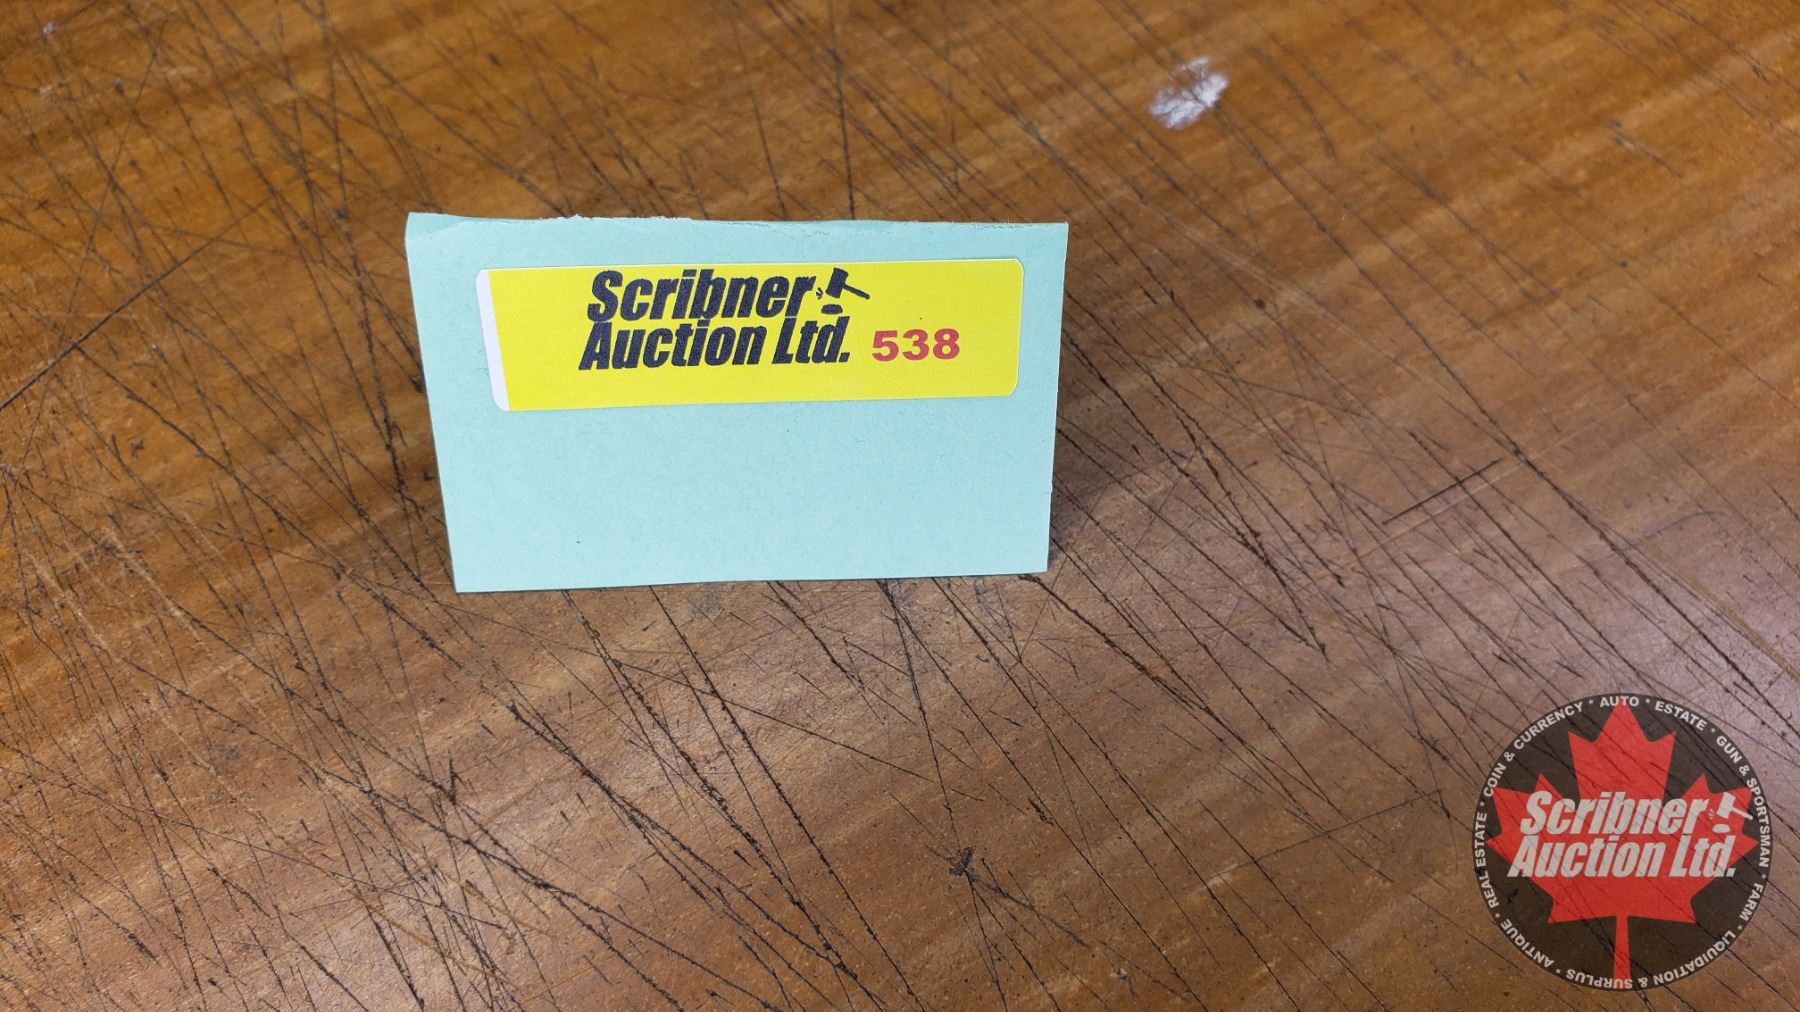 Scribner
Auction Ltd. 538
COIN & CURRENCY * AUTO * ESTATE * GUN & SPORTSMAN * FARM * LIQUIDATION & SURPLUS * ANTIQUE * REAL ESTATE *
Scribner
Auction Ltd.